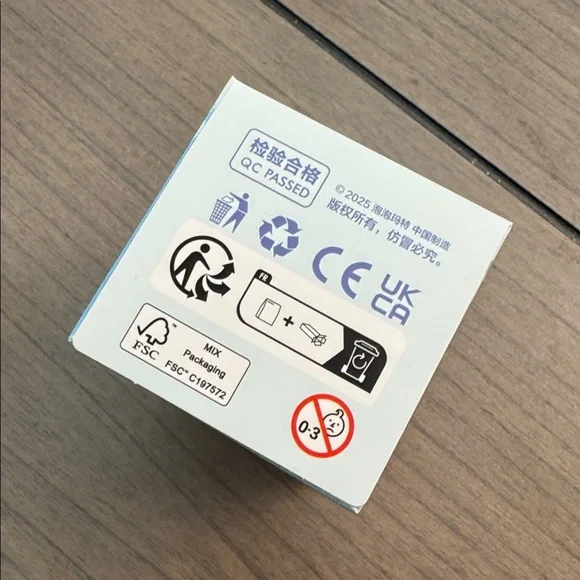 检验合格
QC PASSED
© 2025 泡泡玛特 中国制造
版权所有，仿冒必究。
CE
UK
CA
FR
+
FSC™
MIX
Packaging
FSC™ C197572
0-3